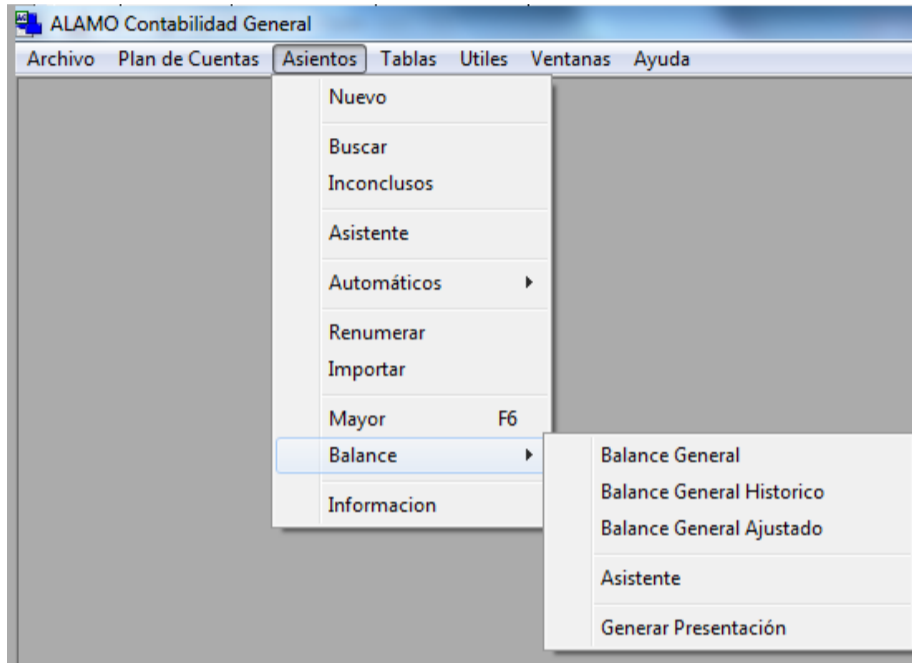 ALAMO Contabilidad General
Archivo Plan de Cuentas Asientos Tablas Utiles Ventanas Ayuda
Nuevo
Buscar
Inconclusos
Asistente
Automáticos
Renumerar
Importar
Mayor F6
Balance
Informacion
Balance General
Balance General Historico
Balance General Ajustado
Asistente
Generar Presentación